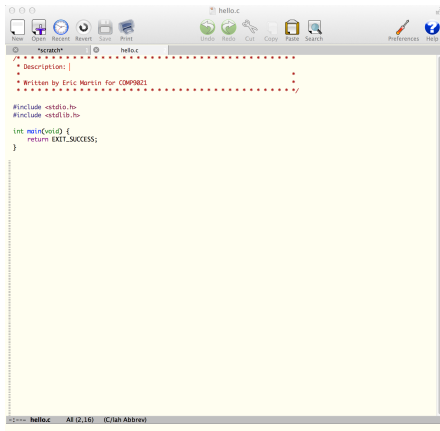 hello.c
New Open Recent Revert Save Print Undo Redo Cut Copy Paste Search Preferences Help
*scratch* hello.c
/* * * * * * * * * * * * * * * * * * * * * * * * * * * * * * * * * * *
* Description:
* *
* Written by Eric Martin for COMP9021 *
* * * * * * * * * * * * * * * * * * * * * * * * * * * * * * * * * * */
#include <stdio.h>
#include <stdlib.h>
int main(void) {
return EXIT_SUCCESS;
}
-:--- hello.c All (2,16) (C/lah Abbrev)